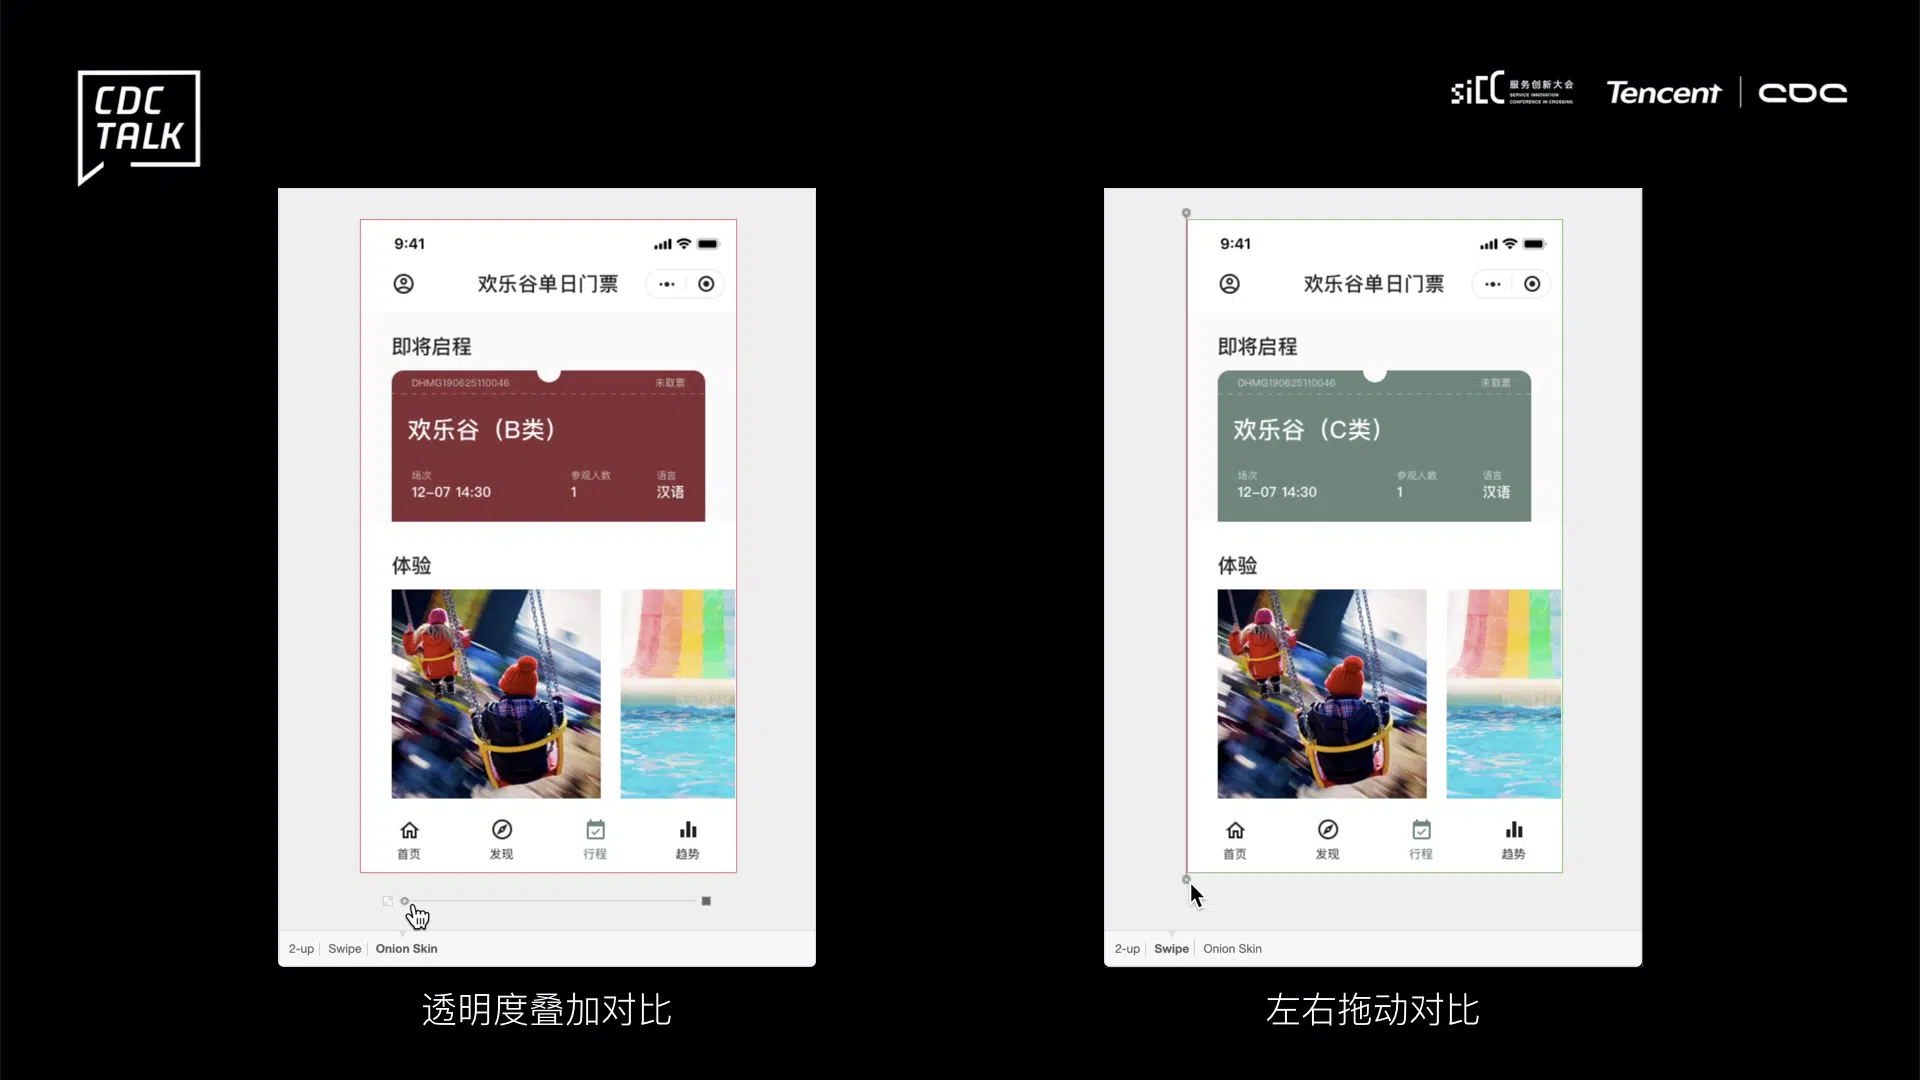 CDC
TALK
siCC 服务创新大会
SERVICE INNOVATION
CONFERENCE IN CROSSING
Tencent | CDC
9:41
欢乐谷单日门票
即将启程
DHMG190625110046 未取票
欢乐谷（B类）
场次 参观人数 语言
12-07 14:30 1 汉语
体验
首页 发现 行程 趋势
2-up Swipe Onion Skin
透明度叠加对比
9:41
欢乐谷单日门票
即将启程
DHMG190625110046 未取票
欢乐谷（C类）
场次 参观人数 语言
12-07 14:30 1 汉语
体验
首页 发现 行程 趋势
2-up Swipe Onion Skin
左右拖动对比